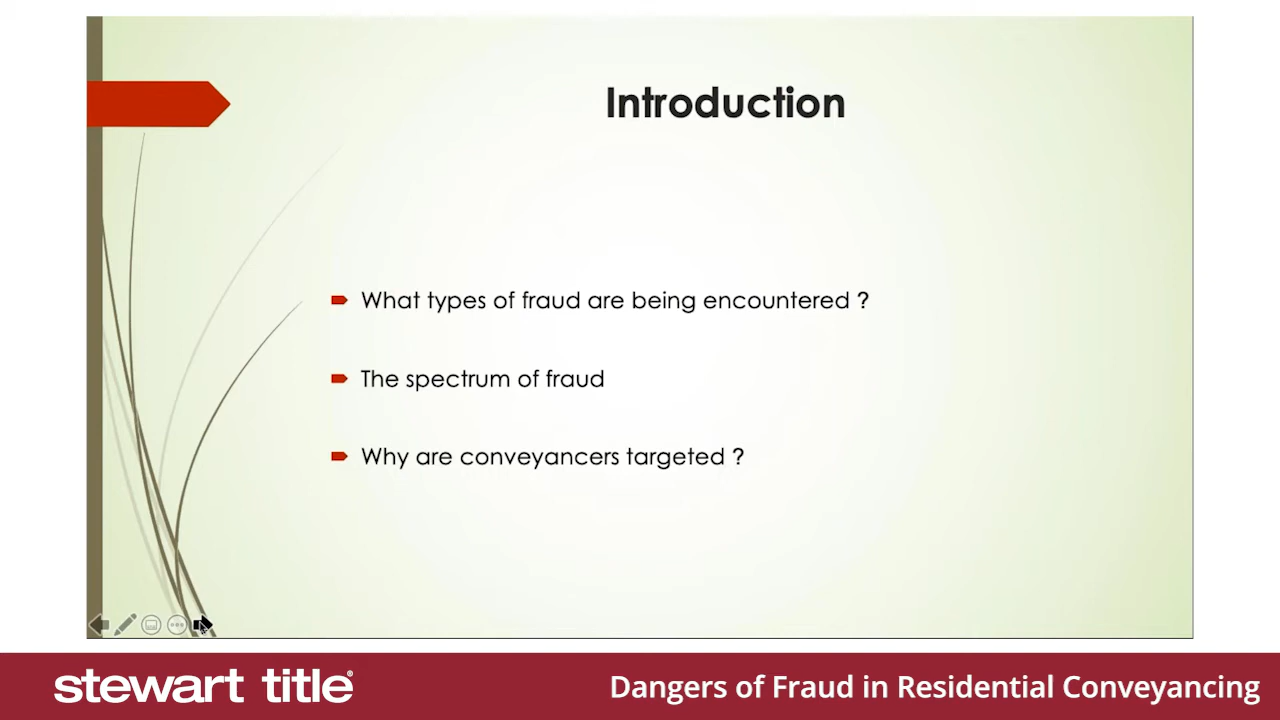 Introduction
What types of fraud are being encountered ?
The spectrum of fraud
Why are conveyancers targeted ?
stewart title®
Dangers of Fraud in Residential Conveyancing